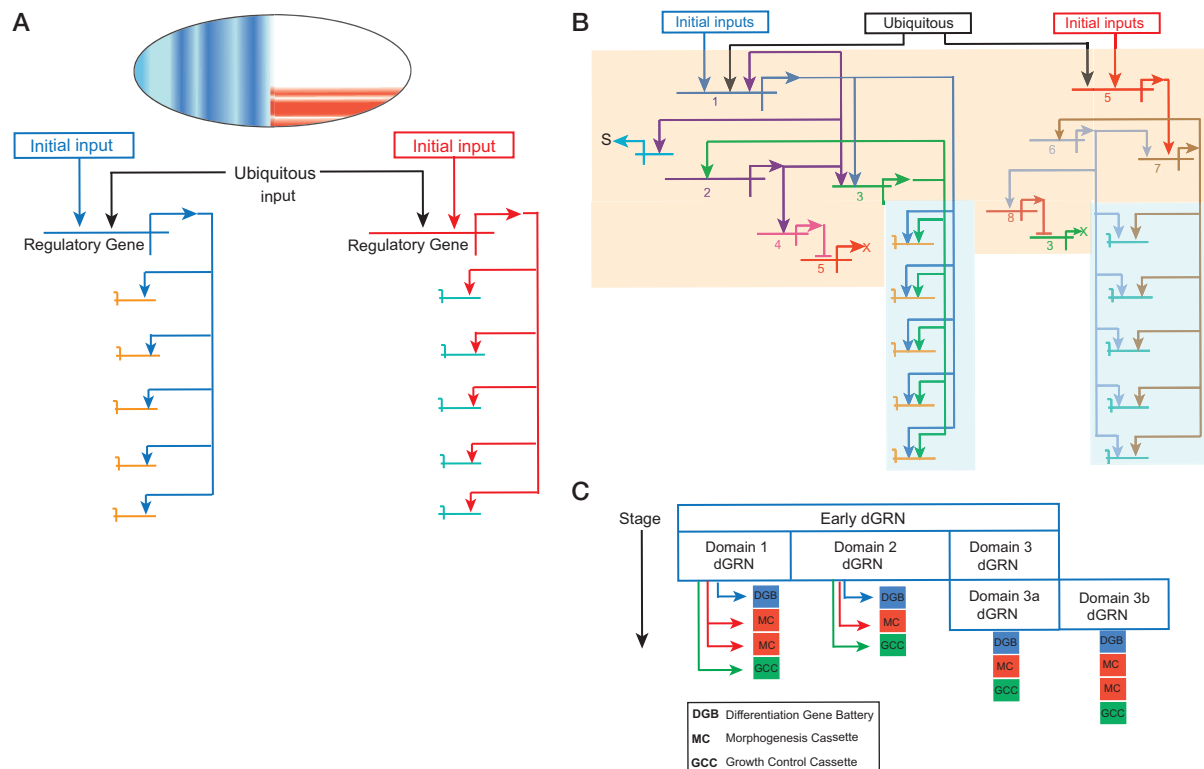 A
Initial input
Initial input
Ubiquitous
input
Regulatory Gene
Regulatory Gene
B
Initial inputs
Ubiquitous
Initial inputs
1
5
S
6
7
2
3
8
4
3
x
5
x
C
Stage
Early dGRN
Domain 1
dGRN
Domain 2
dGRN
Domain 3
dGRN
Domain 3a
dGRN
Domain 3b
dGRN
DGB
MC
MC
GCC
DGB
MC
GCC
DGB
MC
GCC
DGB
MC
MC
GCC
DGB Differentiation Gene Battery
MC Morphogenesis Cassette
GCC Growth Control Cassette